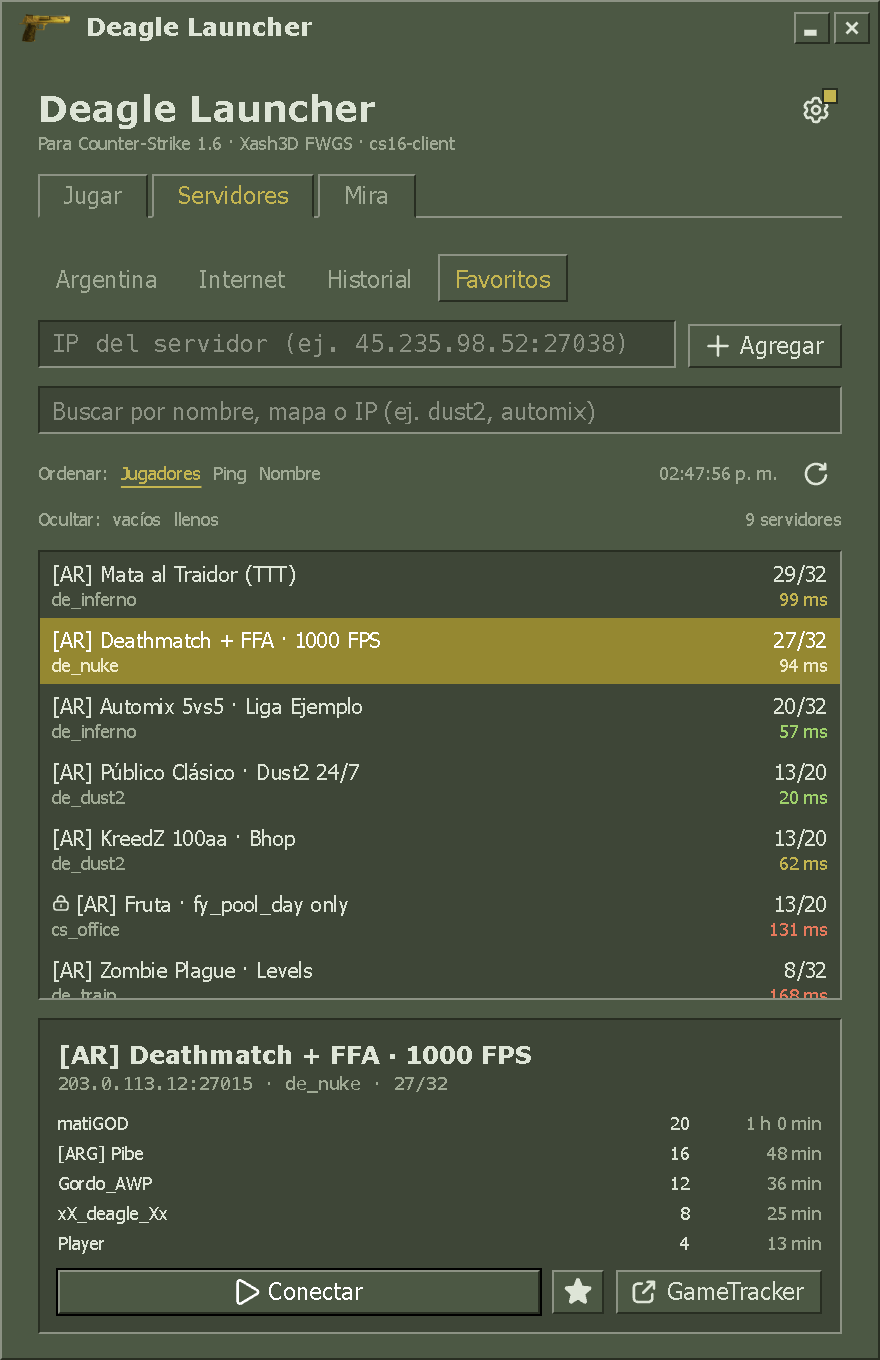 Deagle Launcher
Deagle Launcher
Para Counter-Strike 1.6 · Xash3D FWGS · cs16-client
Jugar Servidores Mira
Argentina Internet Historial Favoritos
IP del servidor (ej. 45.235.98.52:27038) Agregar
Buscar por nombre, mapa o IP (ej. dust2, automix)
Ordenar: Jugadores Ping Nombre 02:47:56 p. m.
Ocultar: vacíos llenos 9 servidores
[AR] Mata al Traidor (TTT) 29/32
de_inferno 99 ms
[AR] Deathmatch + FFA · 1000 FPS 27/32
de_nuke 94 ms
[AR] Automix 5vs5 · Liga Ejemplo 20/32
de_inferno 57 ms
[AR] Público Clásico · Dust2 24/7 13/20
de_dust2 20 ms
[AR] KreedZ 100aa · Bhop 13/20
de_dust2 62 ms
[AR] Fruta · fy_pool_day only 13/20
cs_office 131 ms
[AR] Zombie Plague · Levels 8/32
de_train 168 ms
[AR] Deathmatch + FFA · 1000 FPS
203.0.113.12:27015 · de_nuke · 27/32
matiGOD 20 1 h 0 min
[ARG] Pibe 16 48 min
Gordo_AWP 12 36 min
xX_deagle_Xx 8 25 min
Player 4 13 min
Conectar GameTracker